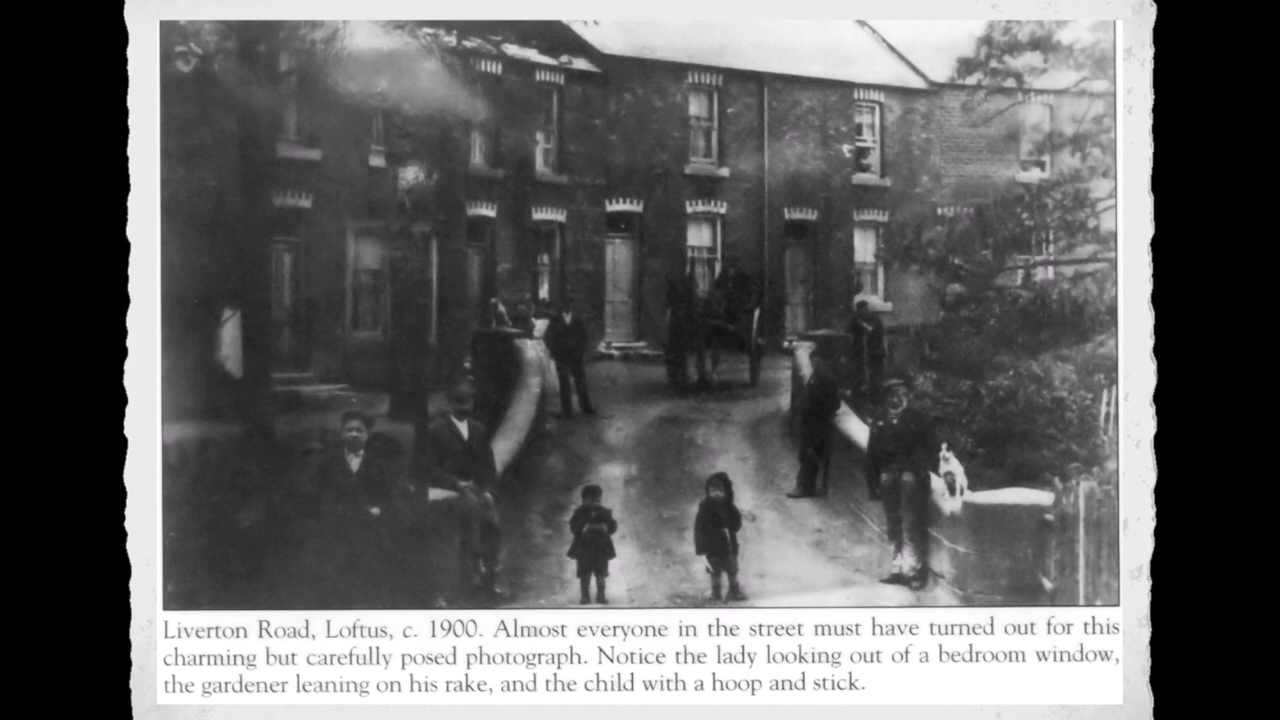 Liverton Road, Loftus, c. 1900. Almost everyone in the street must have turned out for this
charming but carefully posed photograph. Notice the lady looking out of a bedroom window,
the gardener leaning on his rake, and the child with a hoop and stick.